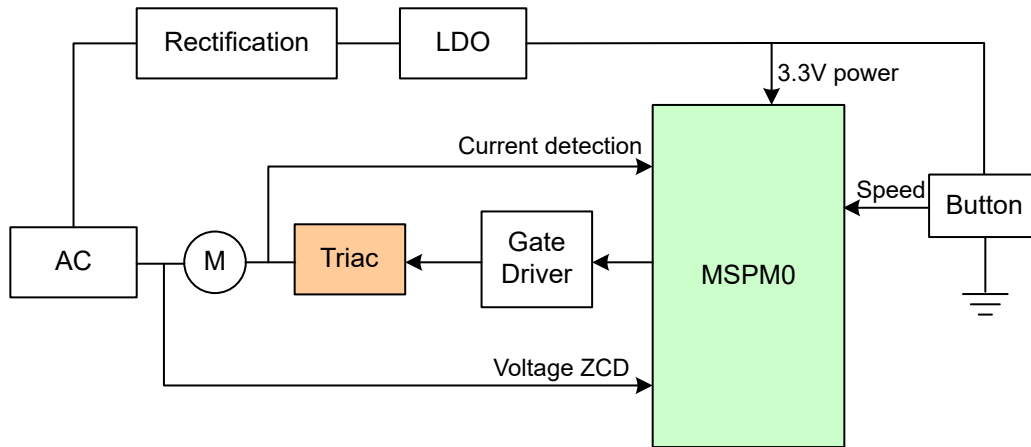 Rectification
LDO
3.3V power
Current detection
Speed
Button
AC
M
Triac
Gate
Driver
MSPM0
Voltage ZCD